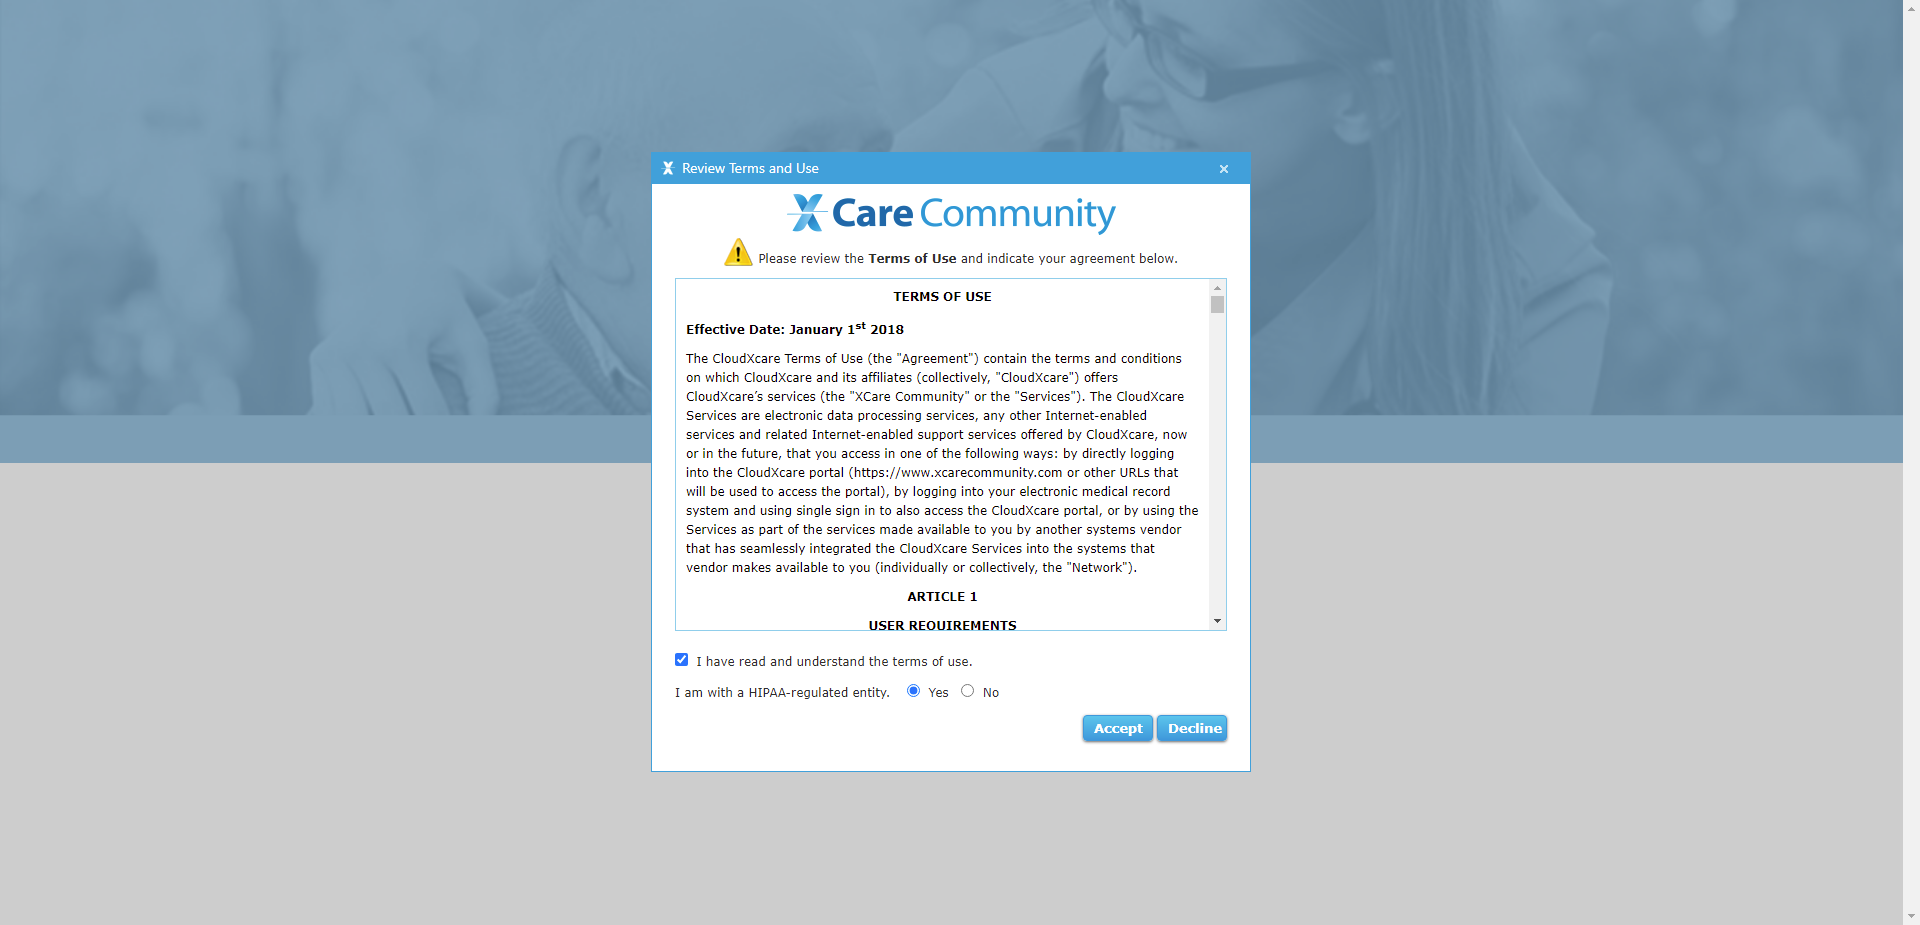 Review Terms and Use
Care Community
Please review the Terms of Use and indicate your agreement below.
TERMS OF USE
Effective Date: January 1st 2018
The CloudXcare Terms of Use (the "Agreement") contain the terms and conditions
on which CloudXcare and its affiliates (collectively, "CloudXcare") offers
CloudXcare’s services (the "XCare Community" or the "Services"). The CloudXcare
Services are electronic data processing services, any other Internet-enabled
services and related Internet-enabled support services offered by CloudXcare, now
or in the future, that you access in one of the following ways: by directly logging
into the CloudXcare portal (https://www.xcarecommunity.com or other URLs that
will be used to access the portal), by logging into your electronic medical record
system and using single sign in to also access the CloudXcare portal, or by using the
Services as part of the services made available to you by another systems vendor
that has seamlessly integrated the CloudXcare Services into the systems that
vendor makes available to you (individually or collectively, the "Network").
ARTICLE 1
USER REQUIREMENTS
I have read and understand the terms of use.
I am with a HIPAA-regulated entity. Yes No
Accept Decline